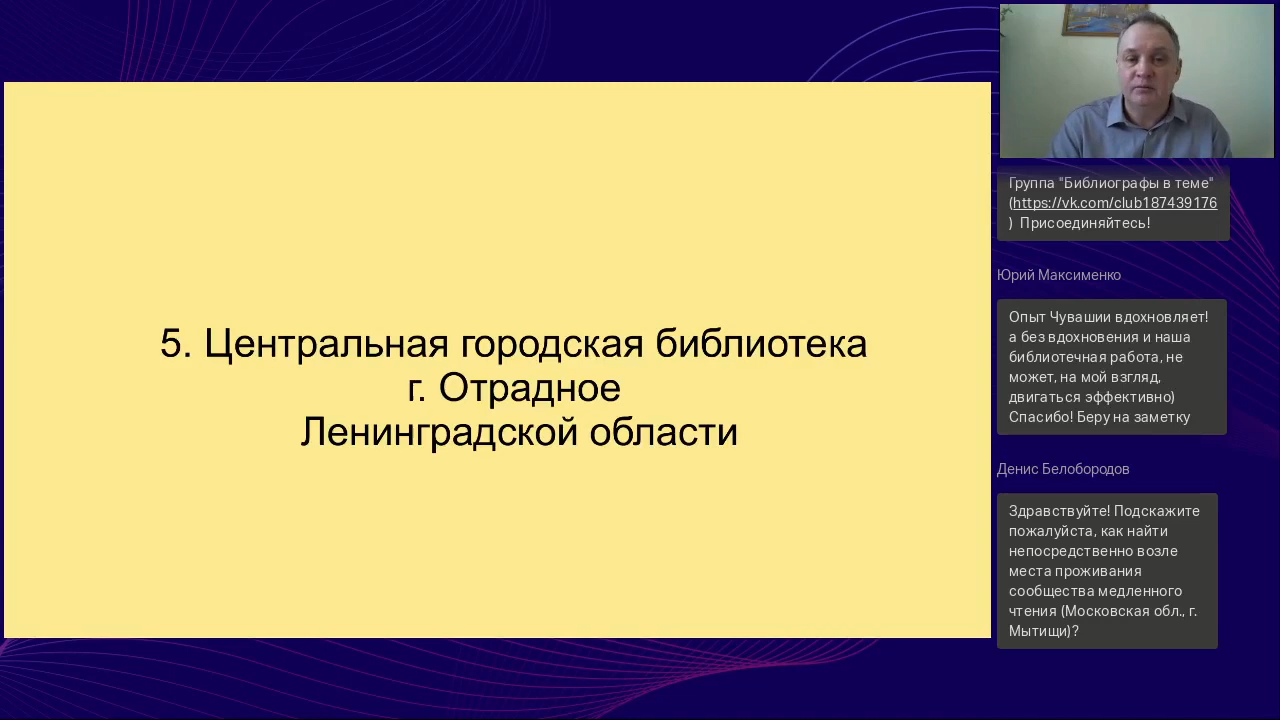 5. Центральная городская библиотека
г. Отрадное
Ленинградской области
Группа "Библиографы в теме"
(https://vk.com/club187439176
) Присоединяйтесь!
Юрий Максименко
Опыт Чувашии вдохновляет!
а без вдохновения и наша
библиотечная работа, не
может, на мой взгляд,
двигаться эффективно)
Спасибо! Беру на заметку
Денис Белобородов
Здравствуйте! Подскажите
пожалуйста, как найти
непосредственно возле
места проживания
сообщества медленного
чтения (Московская обл., г.
Мытищи)?